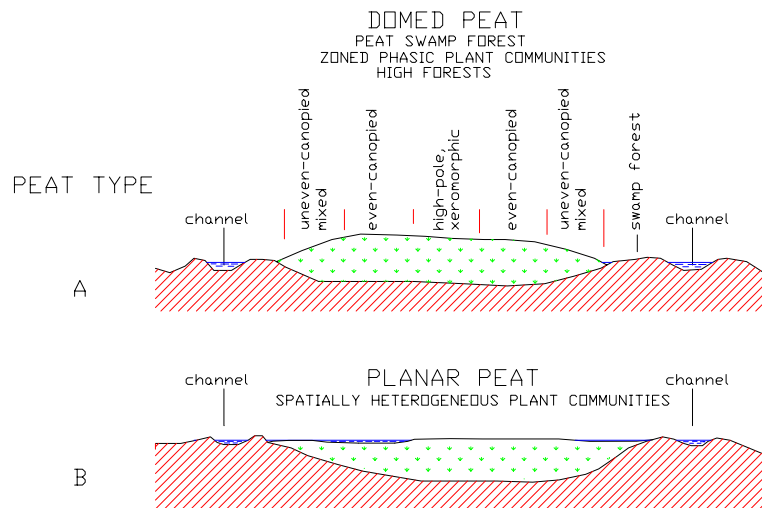 DOMED PEAT
PEAT SWAMP FOREST
ZONED PHASIC PLANT COMMUNITIES
HIGH FORESTS
uneven-canopied
mixed
even-canopied
high-pole,
xeromorphic
even-canopied
uneven-canopied
mixed
swamp forest
PEAT TYPE
channel
channel
A
PLANAR PEAT
channel
channel
SPATIALLY HETEROGENEOUS PLANT COMMUNITIES
B